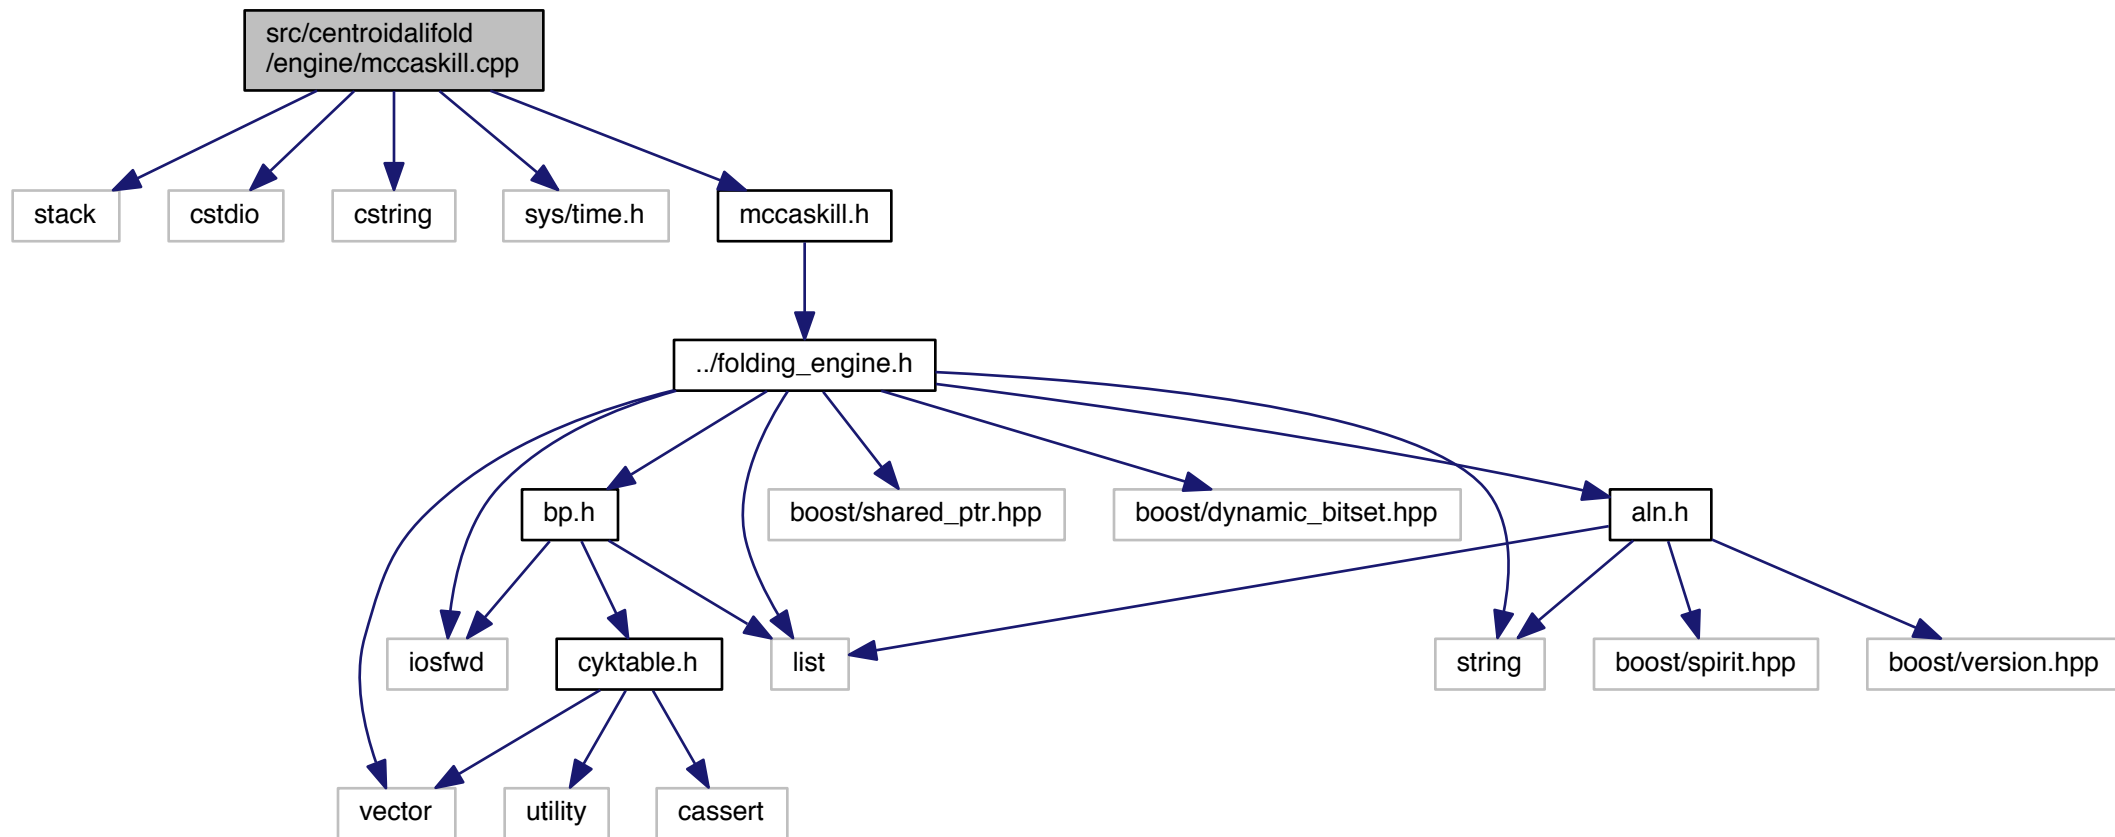 src/centroidalifold
/engine/mccaskill.cpp
stack
cstdio
cstring
sys/time.h
mccaskill.h
../folding_engine.h
bp.h
boost/shared_ptr.hpp
boost/dynamic_bitset.hpp
aln.h
iosfwd
cyktable.h
list
string
boost/spirit.hpp
boost/version.hpp
vector
utility
cassert